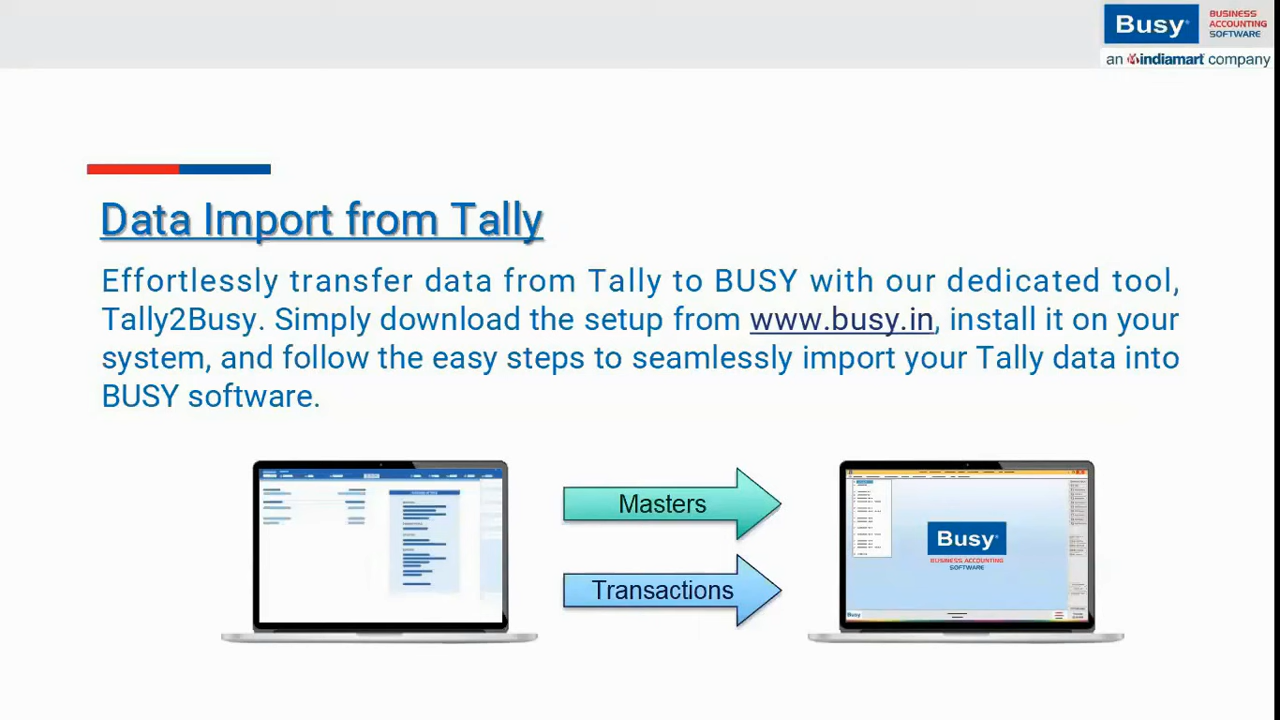 Busy
BUSINESS
ACCOUNTING
SOFTWARE
an indiamart company
Data Import from Tally
Effortlessly transfer data from Tally to BUSY with our dedicated tool,
Tally2Busy. Simply download the setup from www.busy.in, install it on your
system, and follow the easy steps to seamlessly import your Tally data into
BUSY software.
Masters
Transactions
Busy
BUSINESS ACCOUNTING
SOFTWARE
Busy